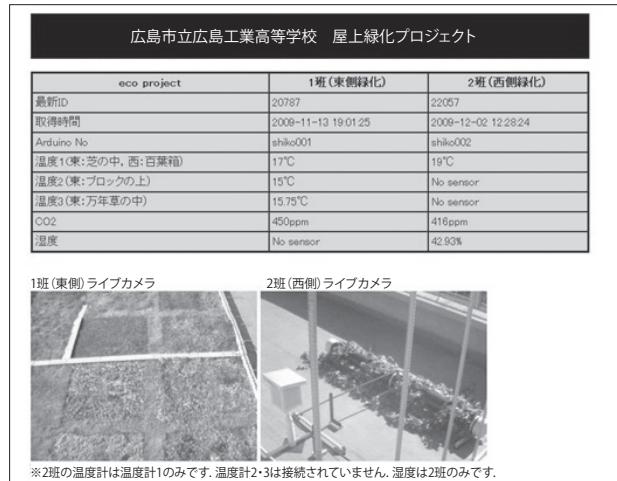 広島市立広島工業高等学校　屋上緑化プロジェクト
eco project 1班(東側緑化) 2班(西側緑化)
最新ID 20787 22057
取得時間 2009-11-13 19:01:25 2009-12-02 12:28:24
Arduino No shiko001 shiko002
温度1(東:芝の中, 西:百葉箱) 17℃ 19℃
温度2(東:ブロックの上) 15℃ No sensor
温度3(東:万年草の中) 15.75℃ No sensor
CO2 450ppm 416ppm
湿度 No sensor 42.93%
1班(東側)ライブカメラ 2班(西側)ライブカメラ
※2班の温度計は温度計1のみです. 温度計2・3は接続されていません. 湿度は2班のみです.